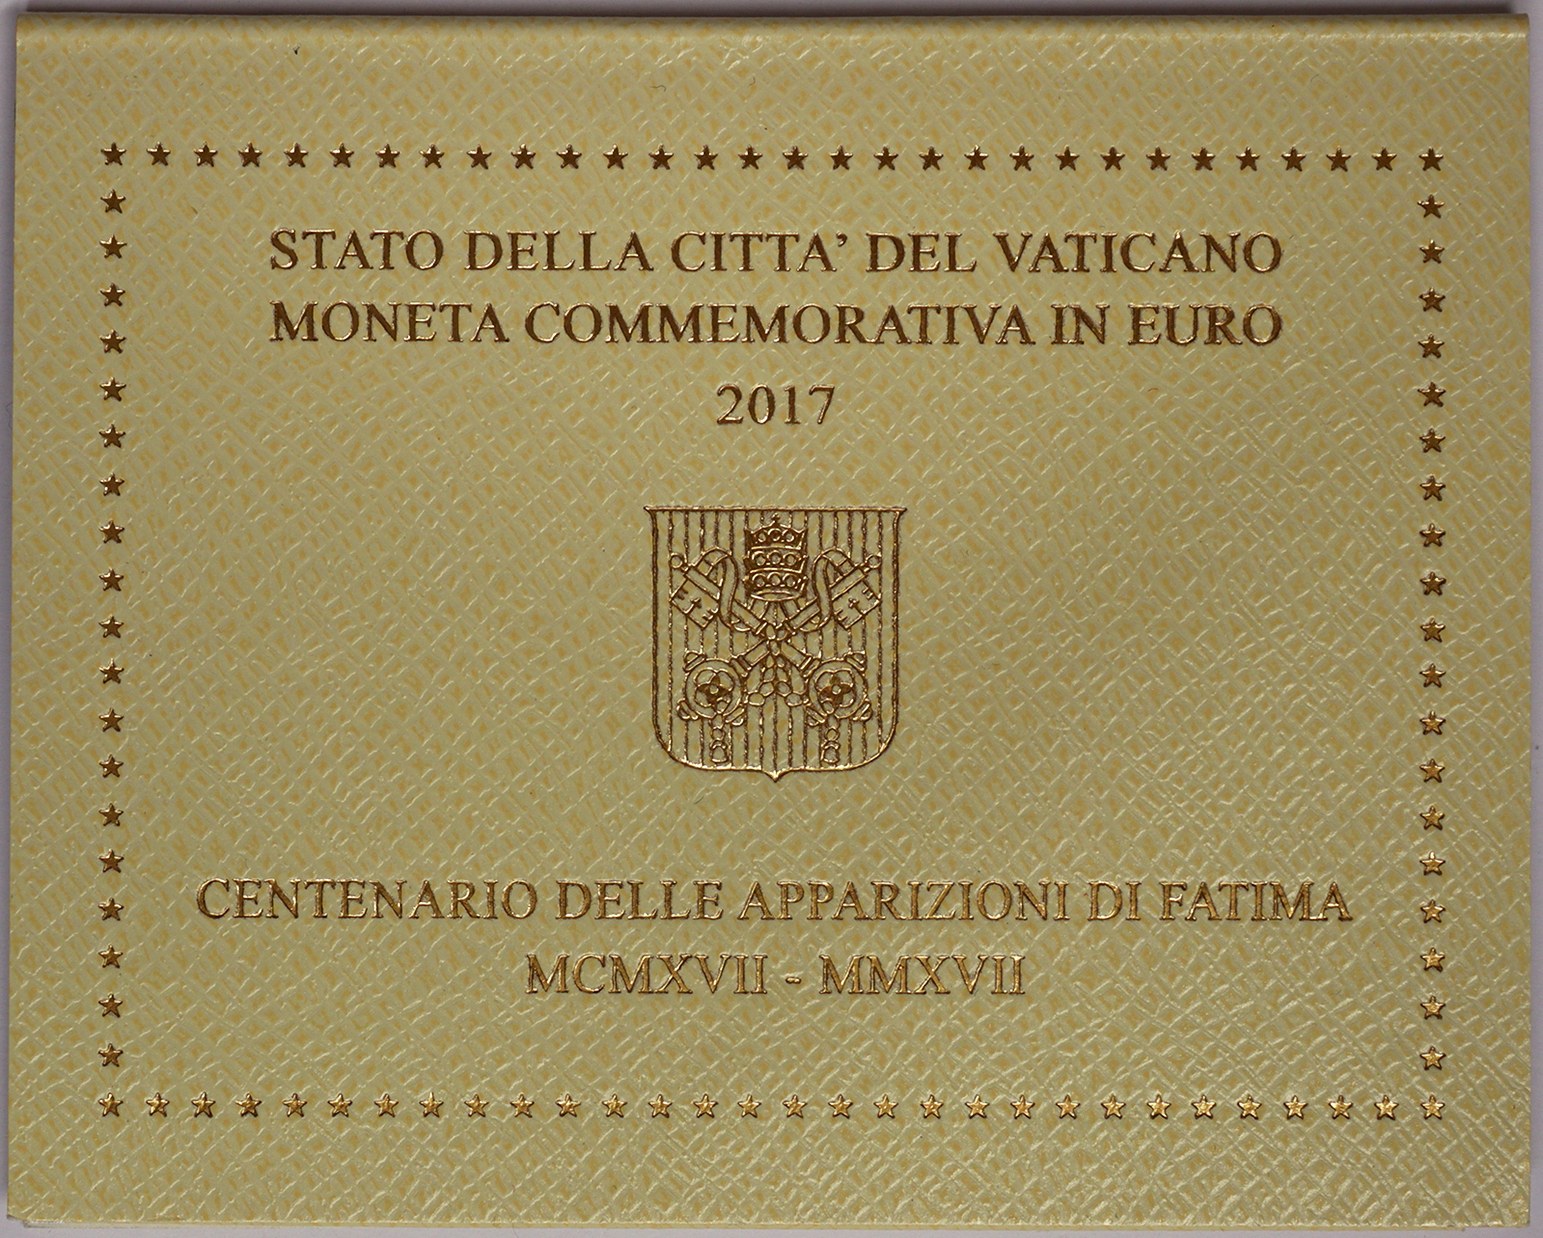 STATO DELLA CITTA’ DEL VATICANO
MONETA COMMEMORATIVA IN EURO
2017
CENTENARIO DELLE APPARIZIONI DI FATIMA
MCMXVII - MMXVII